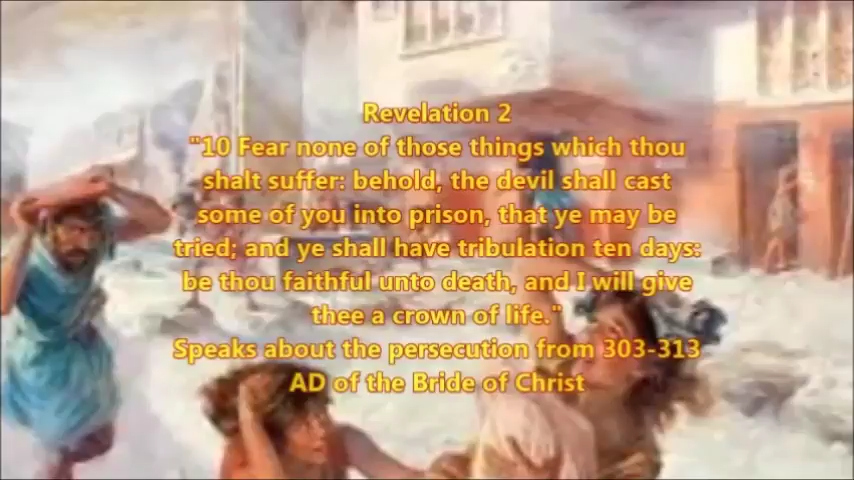 Revelation 2
"10 Fear none of those things which thou
shalt suffer: behold, the devil shall cast
some of you into prison, that ye may be
tried; and ye shall have tribulation ten days:
be thou faithful unto death, and I will give
thee a crown of life."
Speaks about the persecution from 303-313
AD of the Bride of Christ